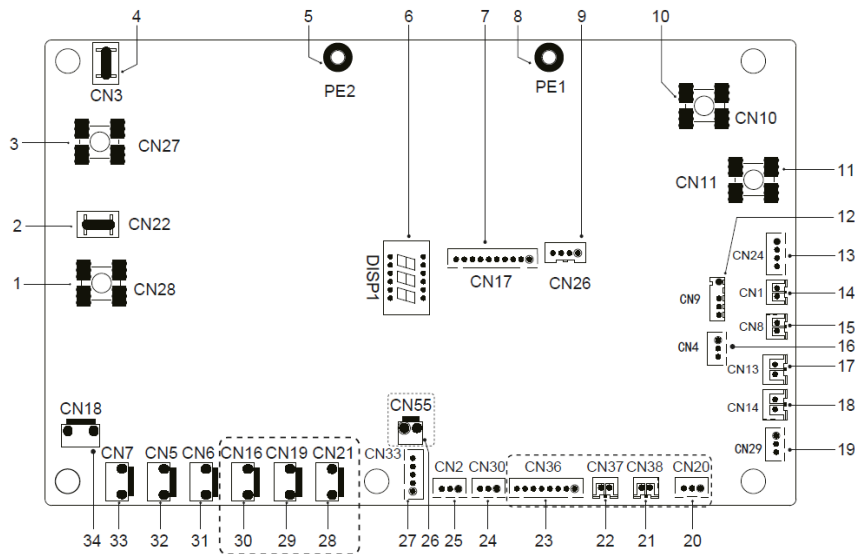 4 5 6 7 8 9 10
CN3 PE2 PE1
CN10
3 CN27
CN11 11
2 CN22
12
CN24 13
DISP1 CN17 CN26
1 CN28
CN9 CN1 14
CN8 15
CN4 16
CN13 17
CN14 18
CN18 CN55
CN29 19
CN7 CN5 CN6 CN16 CN19 CN21 CN33 CN2 CN30 CN36 CN37 CN38 CN20
34 33 32 31 30 29 28 27 26 25 24 23 22 21 20